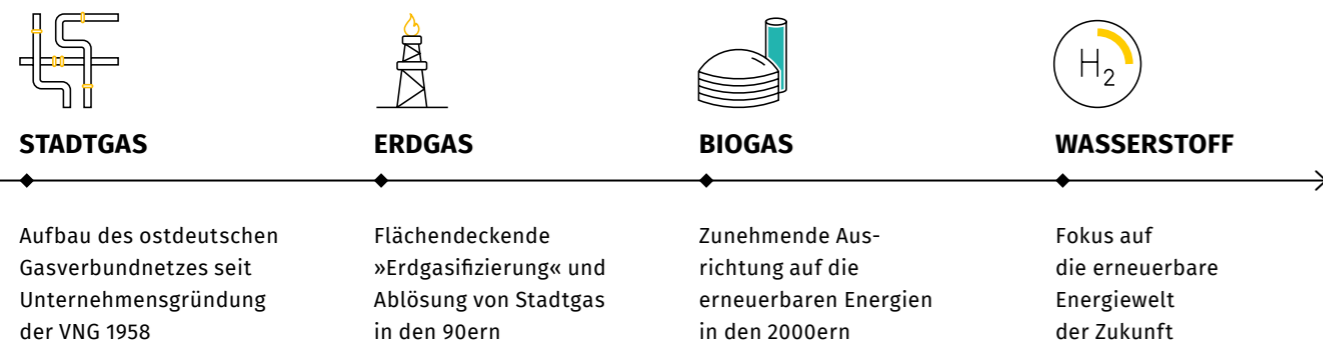 H2
STADTGAS
ERDGAS
BIOGAS
WASSERSTOFF
Aufbau des ostdeutschen
Gasverbundnetzes seit
Unternehmensgründung
der VNG 1958
Flächendeckende
»Erdgasifizierung« und
Ablösung von Stadtgas
in den 90ern
Zunehmende Aus-
richtung auf die
erneuerbaren Energien
in den 2000ern
Fokus auf
die erneuerbare
Energiewelt
der Zukunft